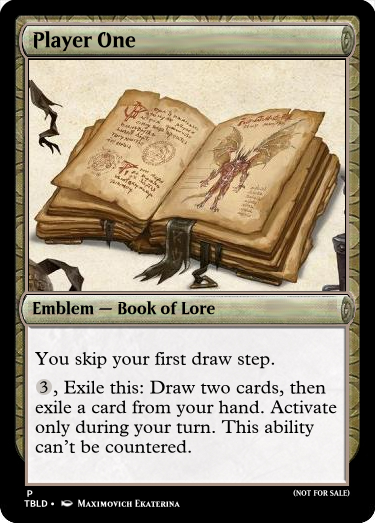 Player One
Emblem — Book of Lore
You skip your first draw step.
3, Exile this: Draw two cards, then
exile a card from your hand. Activate
only during your turn. This ability
can't be countered.
P
(NOT FOR SALE)
TBLD • Maximovich Ekaterina